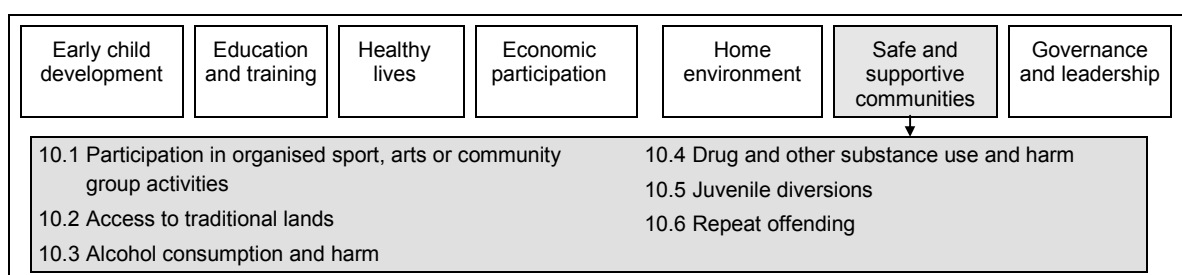 Early child
development
Education
and training
Healthy
lives
Economic
participation
Home
environment
Safe and
supportive
communities
Governance
and leadership
10.1 Participation in organised sport, arts or community
group activities
10.2 Access to traditional lands
10.3 Alcohol consumption and harm
10.4 Drug and other substance use and harm
10.5 Juvenile diversions
10.6 Repeat offending